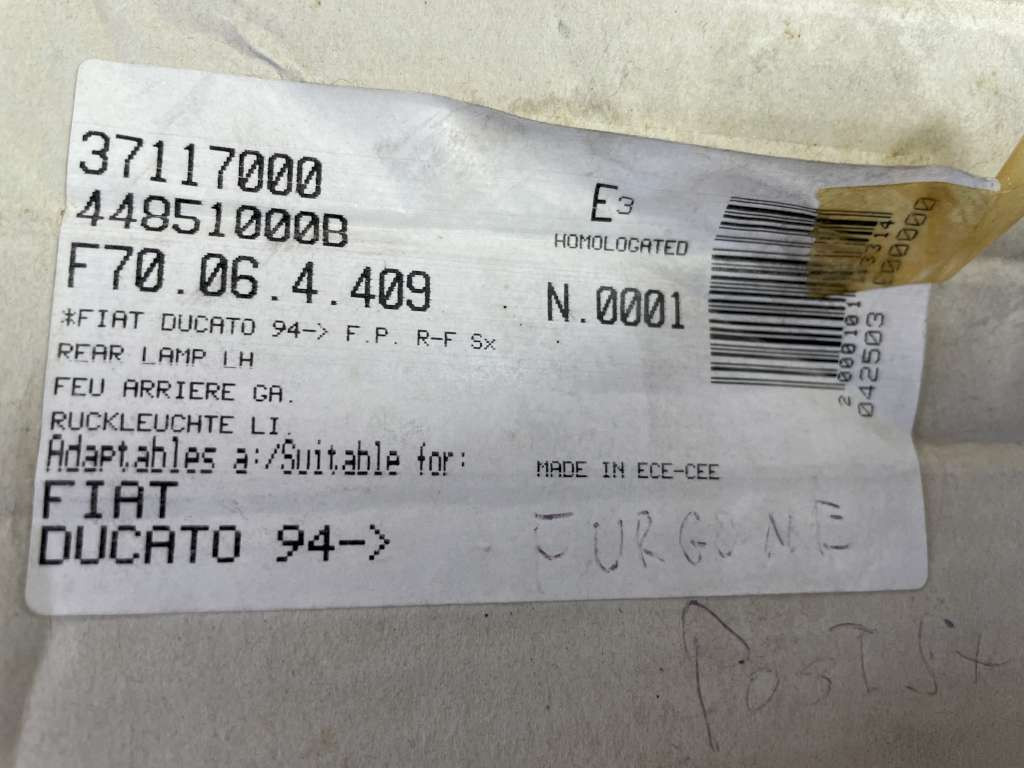 37117000
44851000B
F70.06.4.409
*FIAT DUCATO 94-> F.P. R-F Sx
REAR LAMP LH
FEU ARRIERE GA.
RUCKLEUCHTE LI.
Adaptables a:/Suitable for:
FIAT
DUCATO 94->
E3
HOMOLOGATED
N.0001
MADE IN ECE-CEE
042503
FURGONE
Post Sx